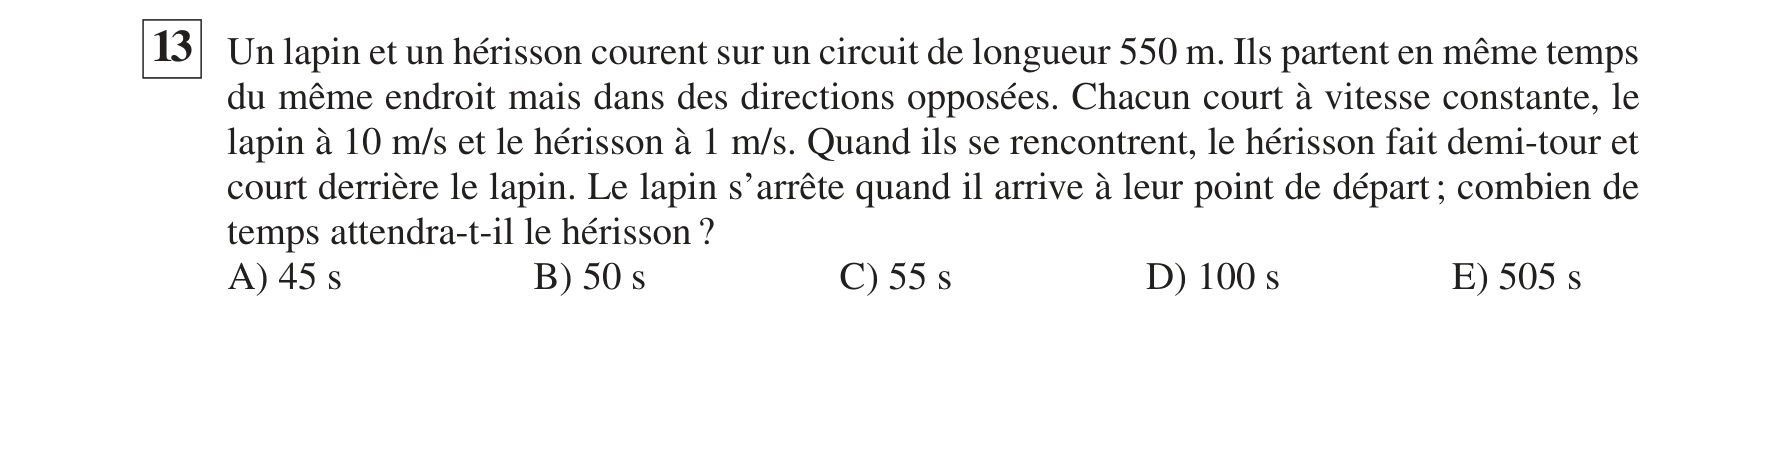 13 Un lapin et un hérisson courent sur un circuit de longueur 550 m. Ils partent en même temps
du même endroit mais dans des directions opposées. Chacun court à vitesse constante, le
lapin à 10 m/s et le hérisson à 1 m/s. Quand ils se rencontrent, le hérisson fait demi-tour et
court derrière le lapin. Le lapin s’arrête quand il arrive à leur point de départ ; combien de
temps attendra-t-il le hérisson ?
A) 45 s B) 50 s C) 55 s D) 100 s E) 505 s